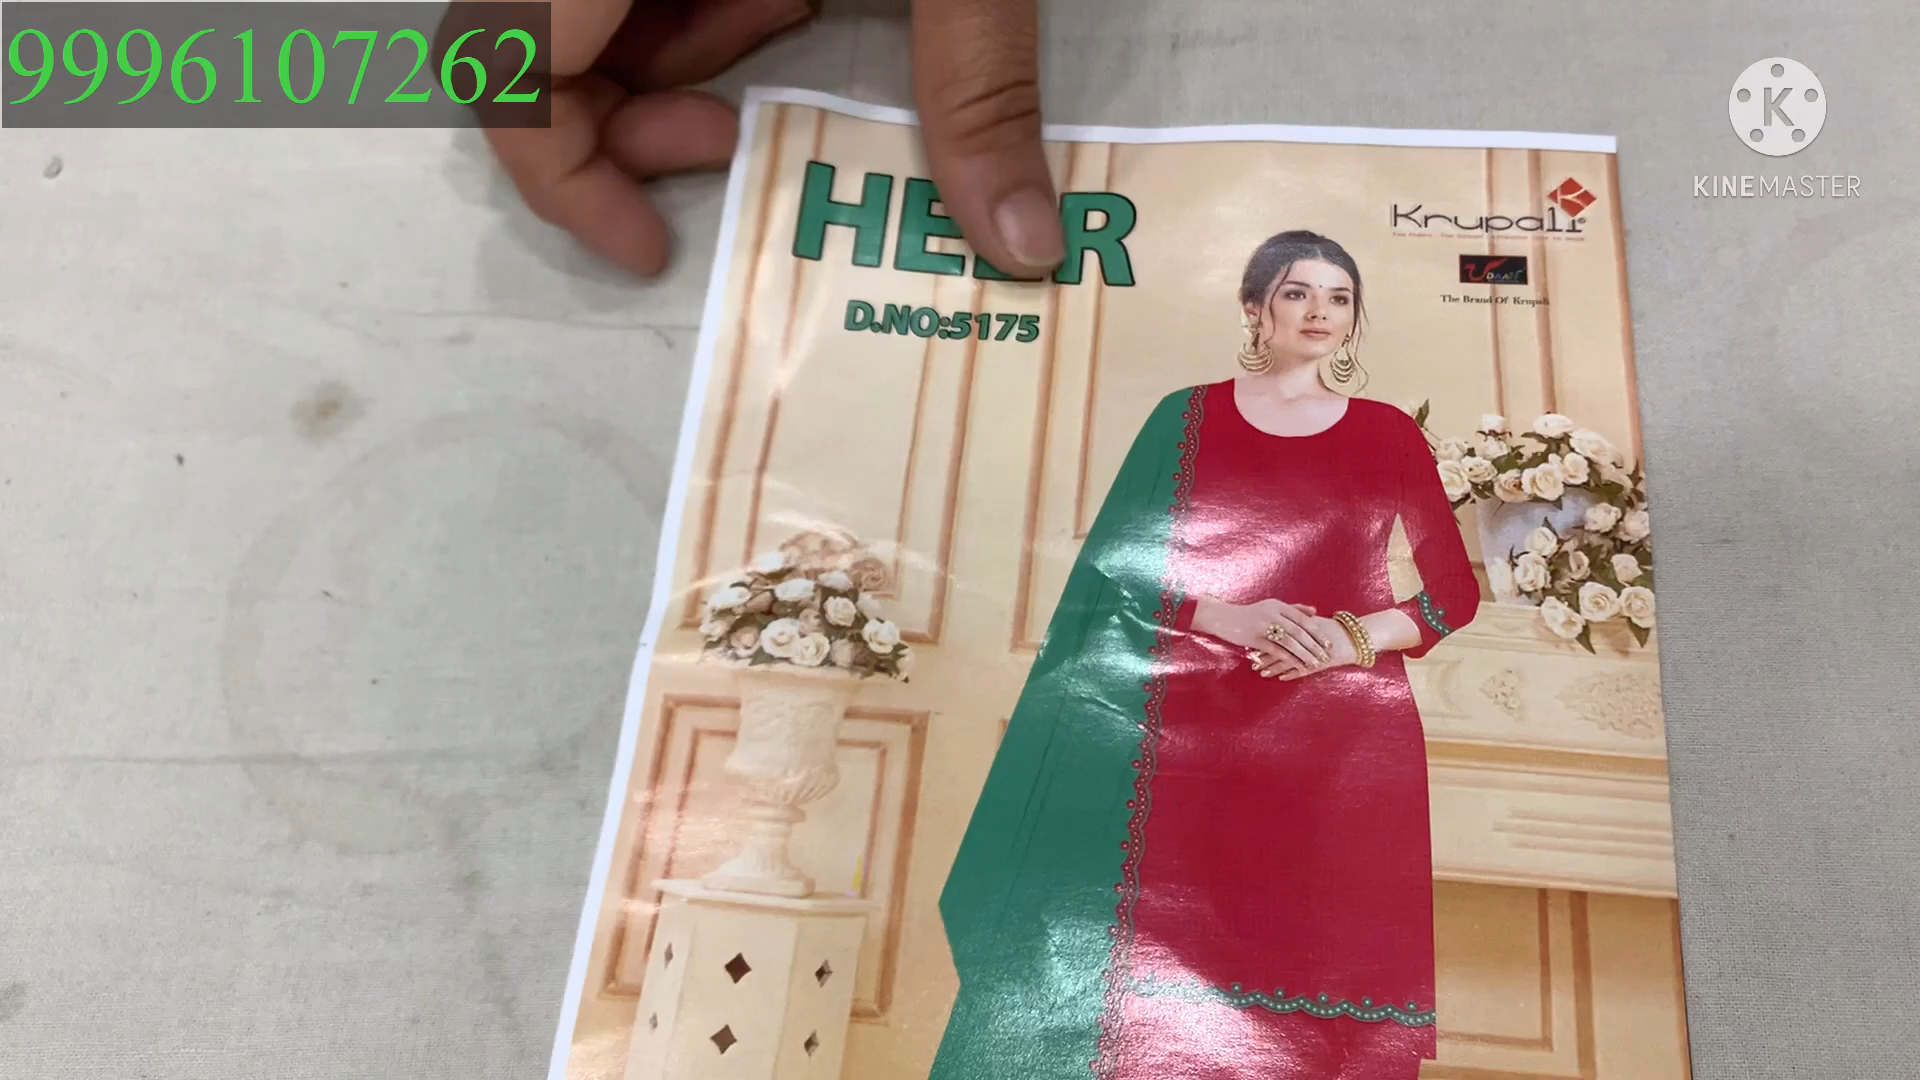 9996107262
KINEMASTER
HEER
D.NO:5175
Krupali
The Brand Of Krupali